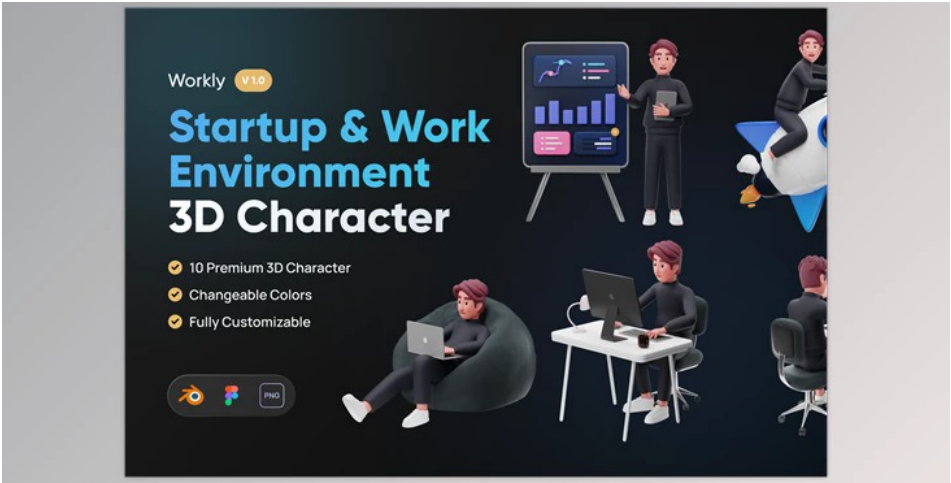 Workly V 1.0
Startup & Work
Environment
3D Character
10 Premium 3D Character
Changeable Colors
Fully Customizable
PNG